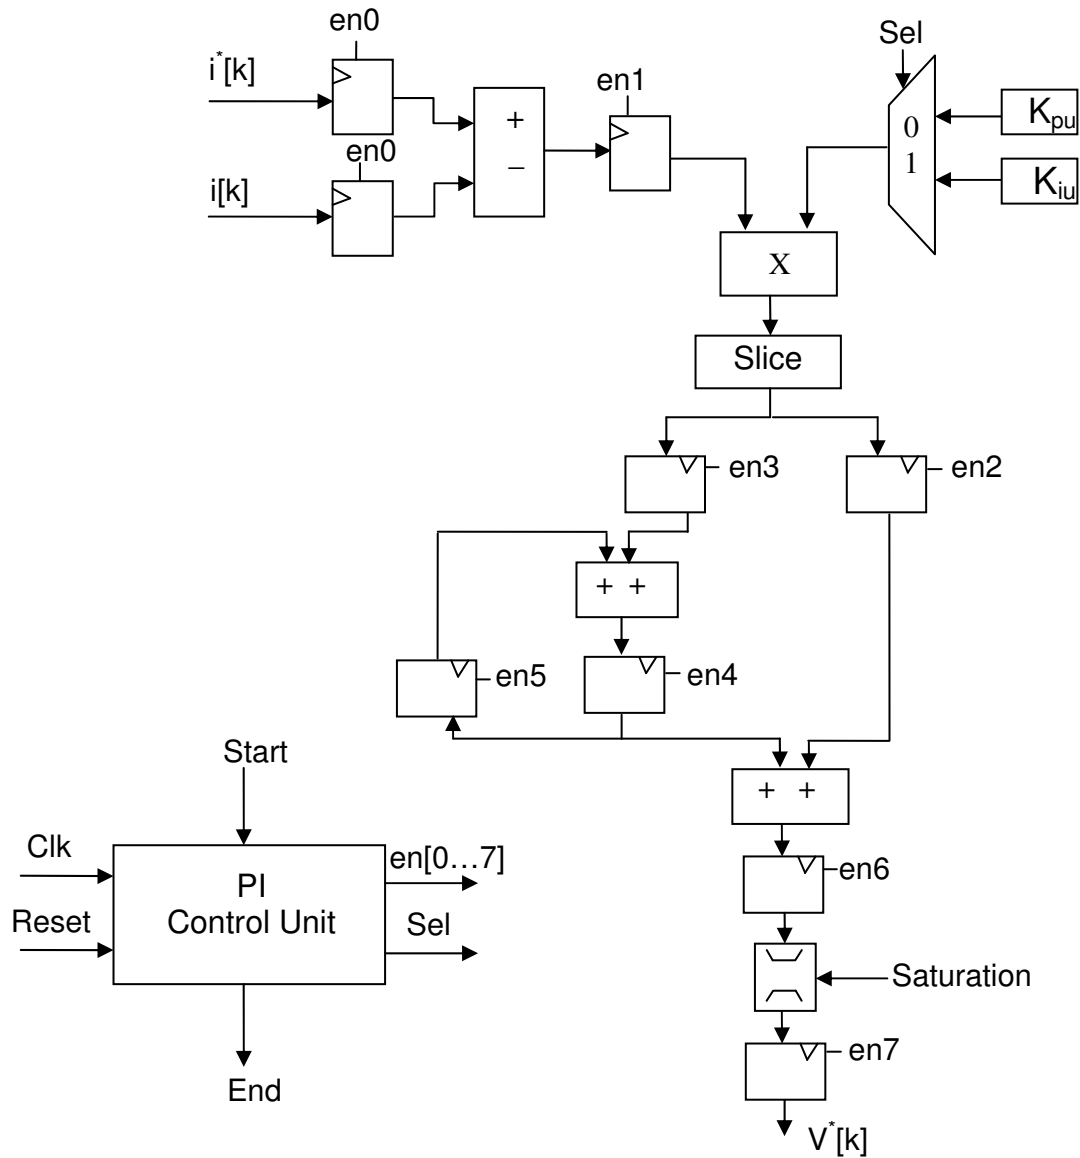 en0
Sel
i*[k]
en1
Kpu
+
0
en0
−
1
i[k]
Kiu
X
Slice
en3
en2
+ +
en5
en4
Start
+ +
Clk
en[0…7]
PI
en6
Control Unit
Reset
Sel
Saturation
en7
End
V*[k]